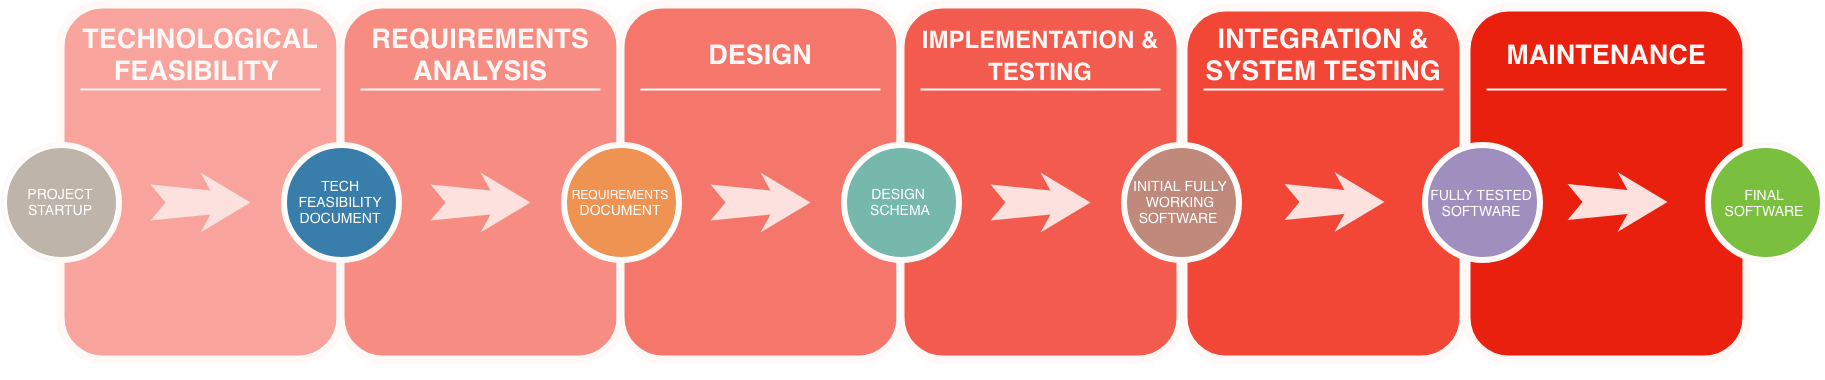 TECHNOLOGICAL
FEASIBILITY
REQUIREMENTS
ANALYSIS
DESIGN
IMPLEMENTATION &
TESTING
INTEGRATION &
SYSTEM TESTING
MAINTENANCE
PROJECT
STARTUP
TECH
FEASIBILITY
DOCUMENT
REQUIREMENTS
DOCUMENT
DESIGN
SCHEMA
INITIAL FULLY
WORKING
SOFTWARE
FULLY TESTED
SOFTWARE
FINAL
SOFTWARE